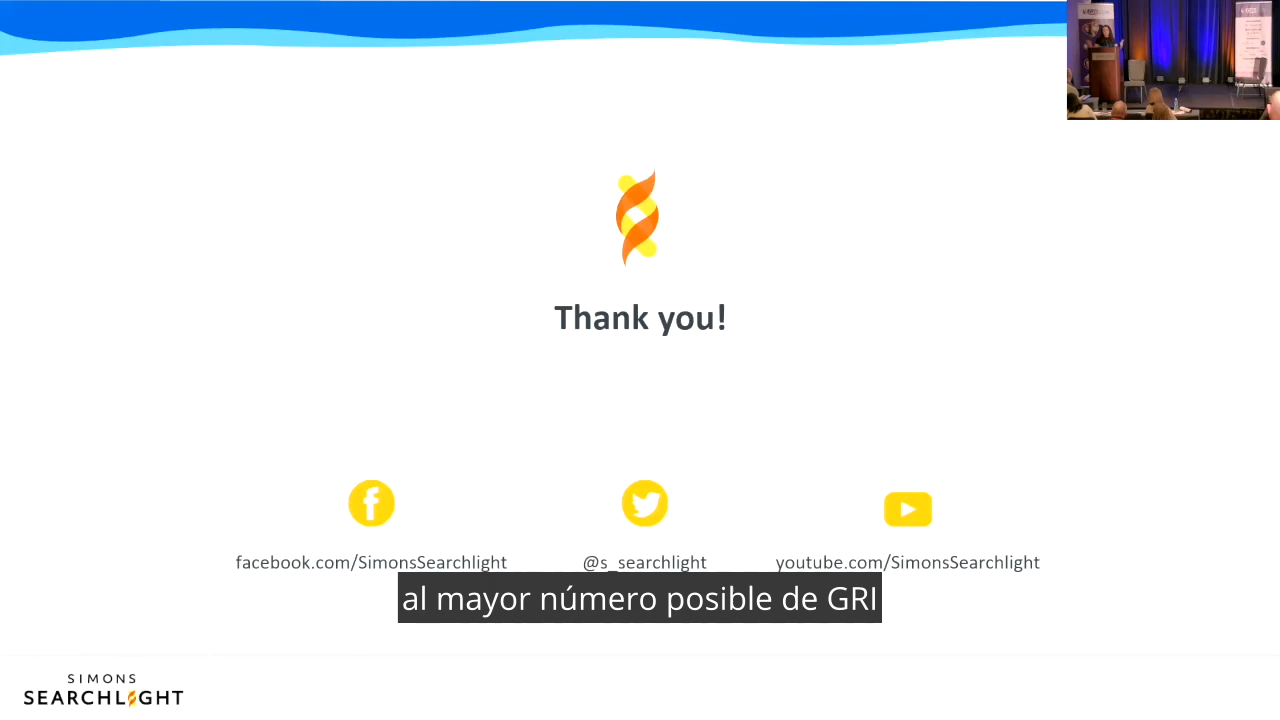 Thank you!
facebook.com/SimonsSearchlight
@s_searchlight
youtube.com/SimonsSearchlight
al mayor número posible de GRI
SIMONS
SEARCHLIGHT